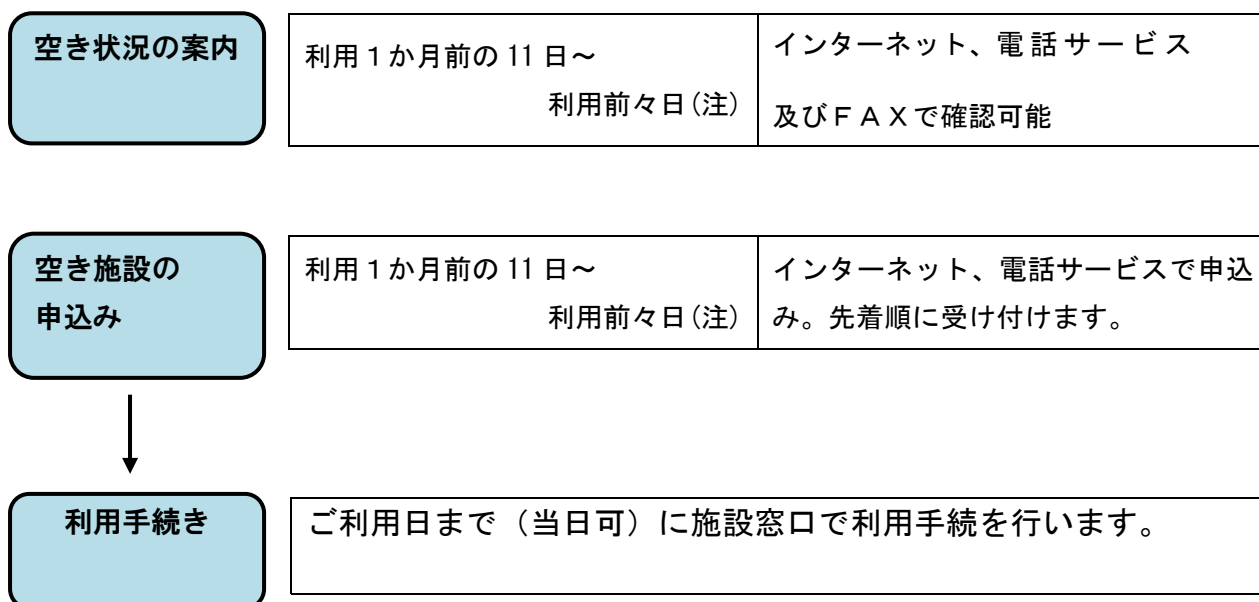 空き状況の案内
利用１か月前の 11 日～
利用前々日(注)
インターネット、電 話 サ ー ビ ス
及びＦＡＸで確認可能
空き施設の
申込み
利用１か月前の 11 日～
利用前々日(注)
インターネット、電話サービスで申込
み。先着順に受け付けます。
利用手続き
ご利用日まで（当日可）に施設窓口で利用手続を行います。